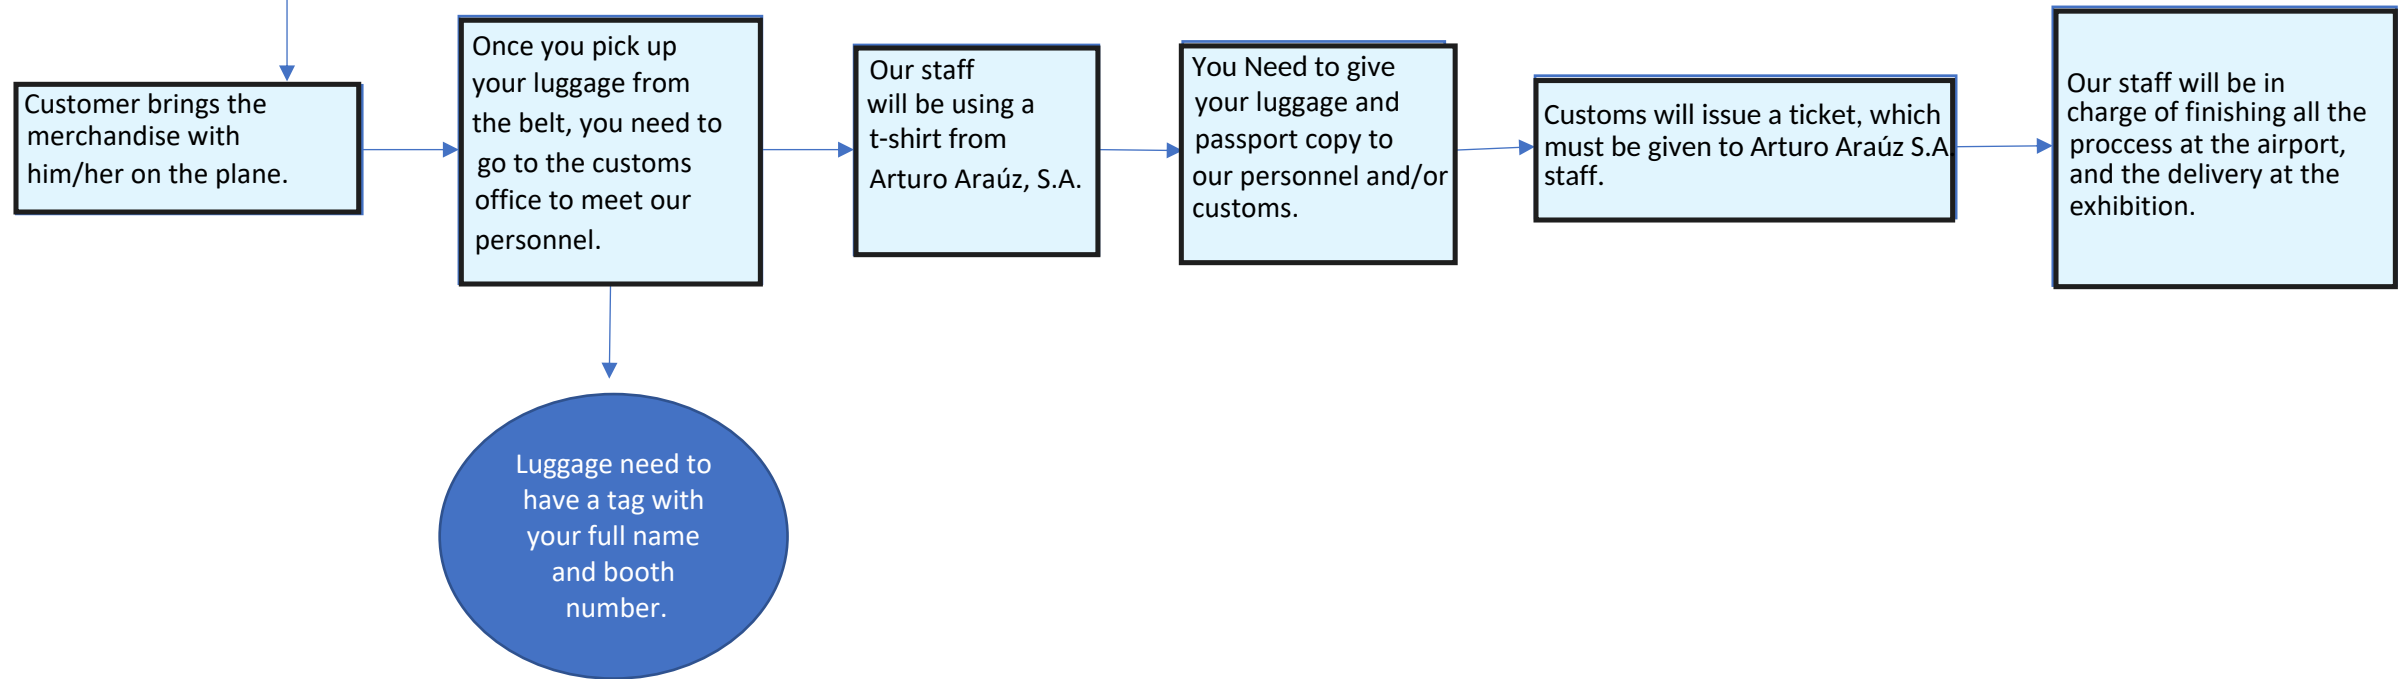 Customer brings the
merchandise with
him/her on the plane.
Once you pick up
your luggage from
the belt, you need to
go to the customs
office to meet our
personnel.
Our staff
will be using a
t-shirt from
Arturo Araúz, S.A.
You Need to give
your luggage and
passport copy to
our personnel and/or
customs.
Customs will issue a ticket, which
must be given to Arturo Araúz S.A.
staff.
Our staff will be in
charge of finishing all the
proccess at the airport,
and the delivery at the
exhibition.
Luggage need to
have a tag with
your full name
and booth
number.